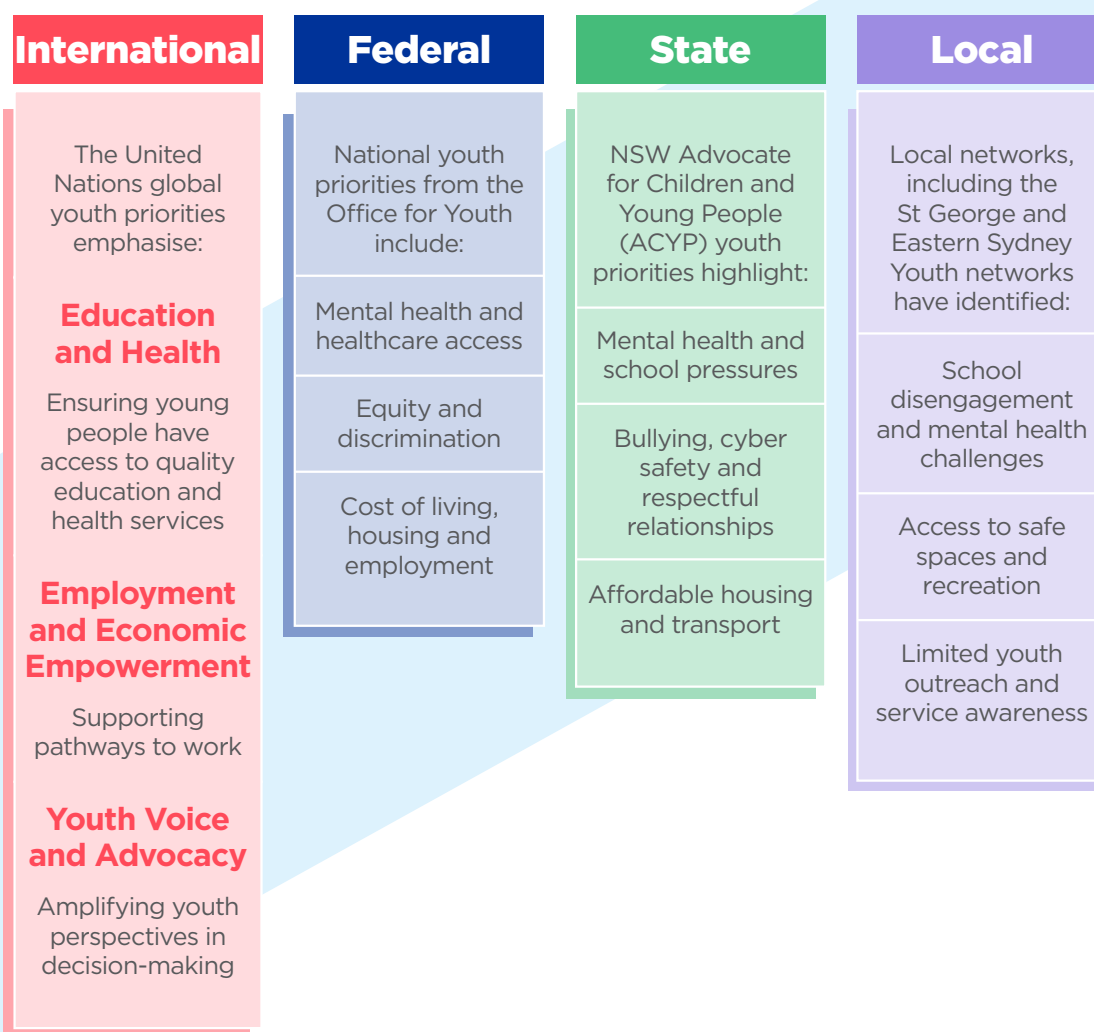 International
The United
Nations global
youth priorities
emphasise:
Education
and Health
Ensuring young
people have
access to quality
education and
health services
Employment
and Economic
Empowerment
Supporting
pathways to work
Youth Voice
and Advocacy
Amplifying youth
perspectives in
decision-making
Federal
National youth
priorities from the
Office for Youth
include:
Mental health and
healthcare access
Equity and
discrimination
Cost of living,
housing and
employment
State
NSW Advocate
for Children and
Young People
(ACYP) youth
priorities highlight:
Mental health and
school pressures
Bullying, cyber
safety and
respectful
relationships
Affordable housing
and transport
Local
Local networks,
including the
St George and
Eastern Sydney
Youth networks
have identified:
School
disengagement
and mental health
challenges
Access to safe
spaces and
recreation
Limited youth
outreach and
service awareness